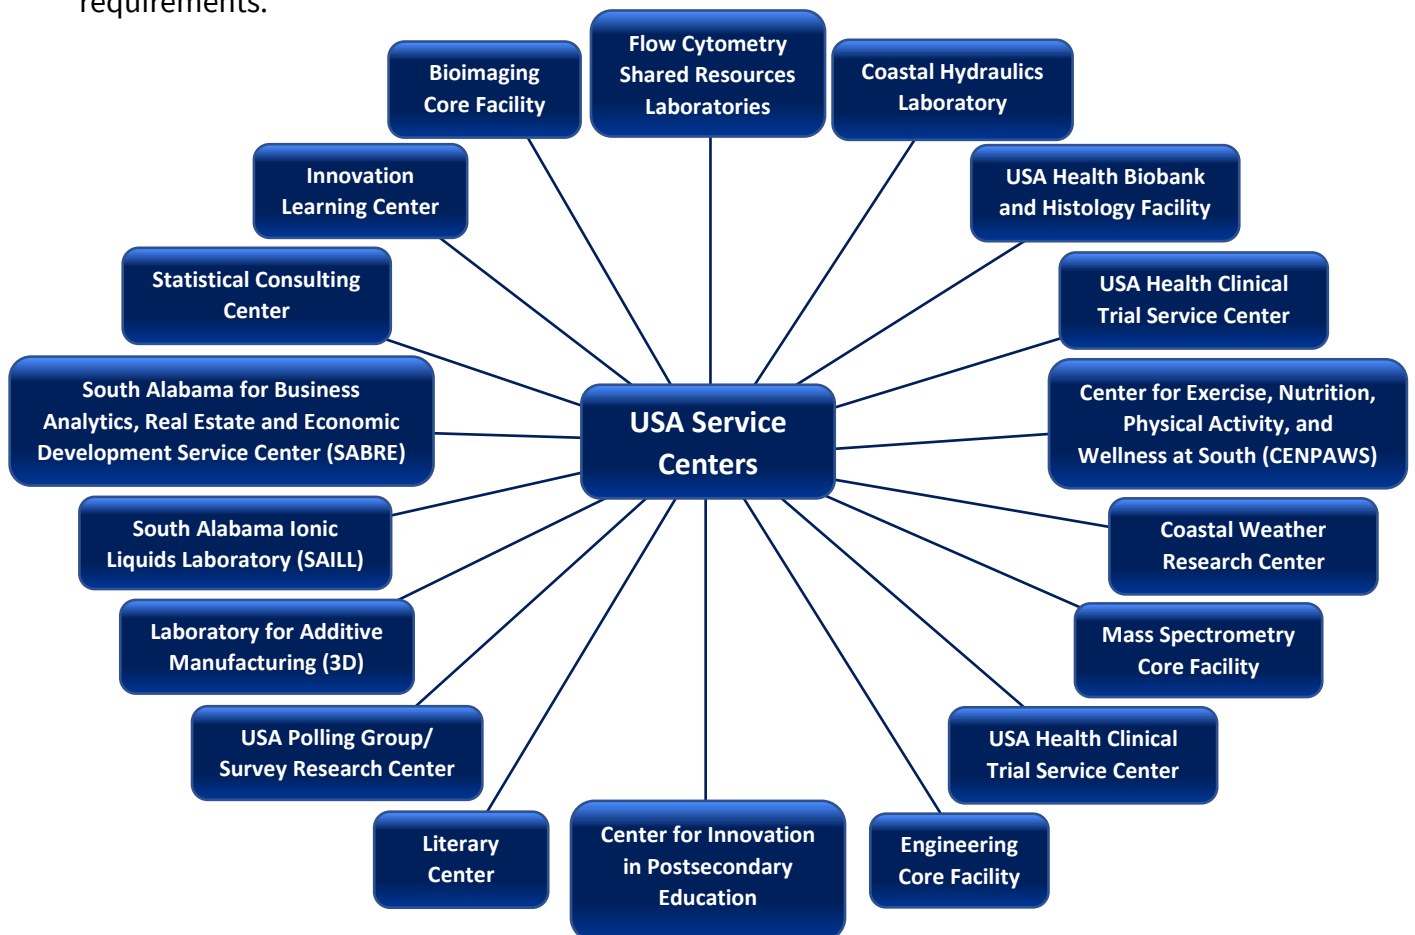 requirements.
Flow Cytometry
Shared Resources
Laboratories
Bioimaging
Core Facility
Coastal Hydraulics
Laboratory
Innovation
Learning Center
USA Health Biobank
and Histology Facility
Statistical Consulting
Center
USA Health Clinical
Trial Service Center
South Alabama for Business
Analytics, Real Estate and Economic
Development Service Center (SABRE)
USA Service
Centers
Center for Exercise, Nutrition,
Physical Activity, and
Wellness at South (CENPAWS)
South Alabama Ionic
Liquids Laboratory (SAILL)
Coastal Weather
Research Center
Laboratory for Additive
Manufacturing (3D)
Mass Spectrometry
Core Facility
USA Polling Group/
Survey Research Center
USA Health Clinical
Trial Service Center
Literary
Center
Center for Innovation
in Postsecondary
Education
Engineering
Core Facility